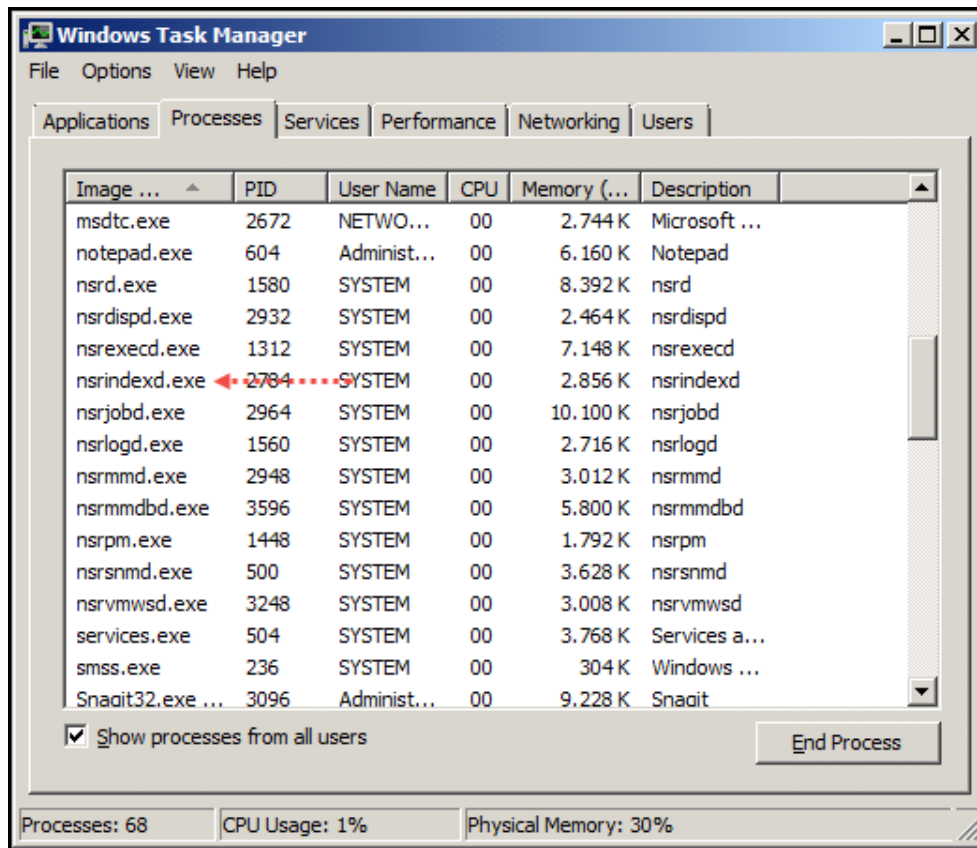 Windows Task Manager
File Options View Help
Applications Processes Services Performance Networking Users
Image ... PID User Name CPU Memory (... Description
msdtc.exe 2672 NETWO... 00 2.744 K Microsoft ...
notepad.exe 604 Administ... 00 6.160 K Notepad
nsrd.exe 1580 SYSTEM 00 8.392 K nsrd
nsrdispd.exe 2932 SYSTEM 00 2.464 K nsrdispd
nsrexecd.exe 1312 SYSTEM 00 7.148 K nsrexecd
nsrindexd.exe 2784 SYSTEM 00 2.856 K nsrindexd
nsrjobd.exe 2964 SYSTEM 00 10.100 K nsrjobd
nsrlogd.exe 1560 SYSTEM 00 2.716 K nsrlogd
nsrmmd.exe 2948 SYSTEM 00 3.012 K nsrmmd
nsrmmdbd.exe 3596 SYSTEM 00 5.800 K nsrmmdbd
nsrpm.exe 1448 SYSTEM 00 1.792 K nsrpm
nsrsnmd.exe 500 SYSTEM 00 3.628 K nsrsnmd
nsrvmwsd.exe 3248 SYSTEM 00 3.008 K nsrvmwsd
services.exe 504 SYSTEM 00 3.768 K Services a...
smss.exe 236 SYSTEM 00 304 K Windows ...
Snagit32.exe ... 3096 Administ... 00 9.228 K Snagit
Show processes from all users
End Process
Processes: 68 CPU Usage: 1% Physical Memory: 30%